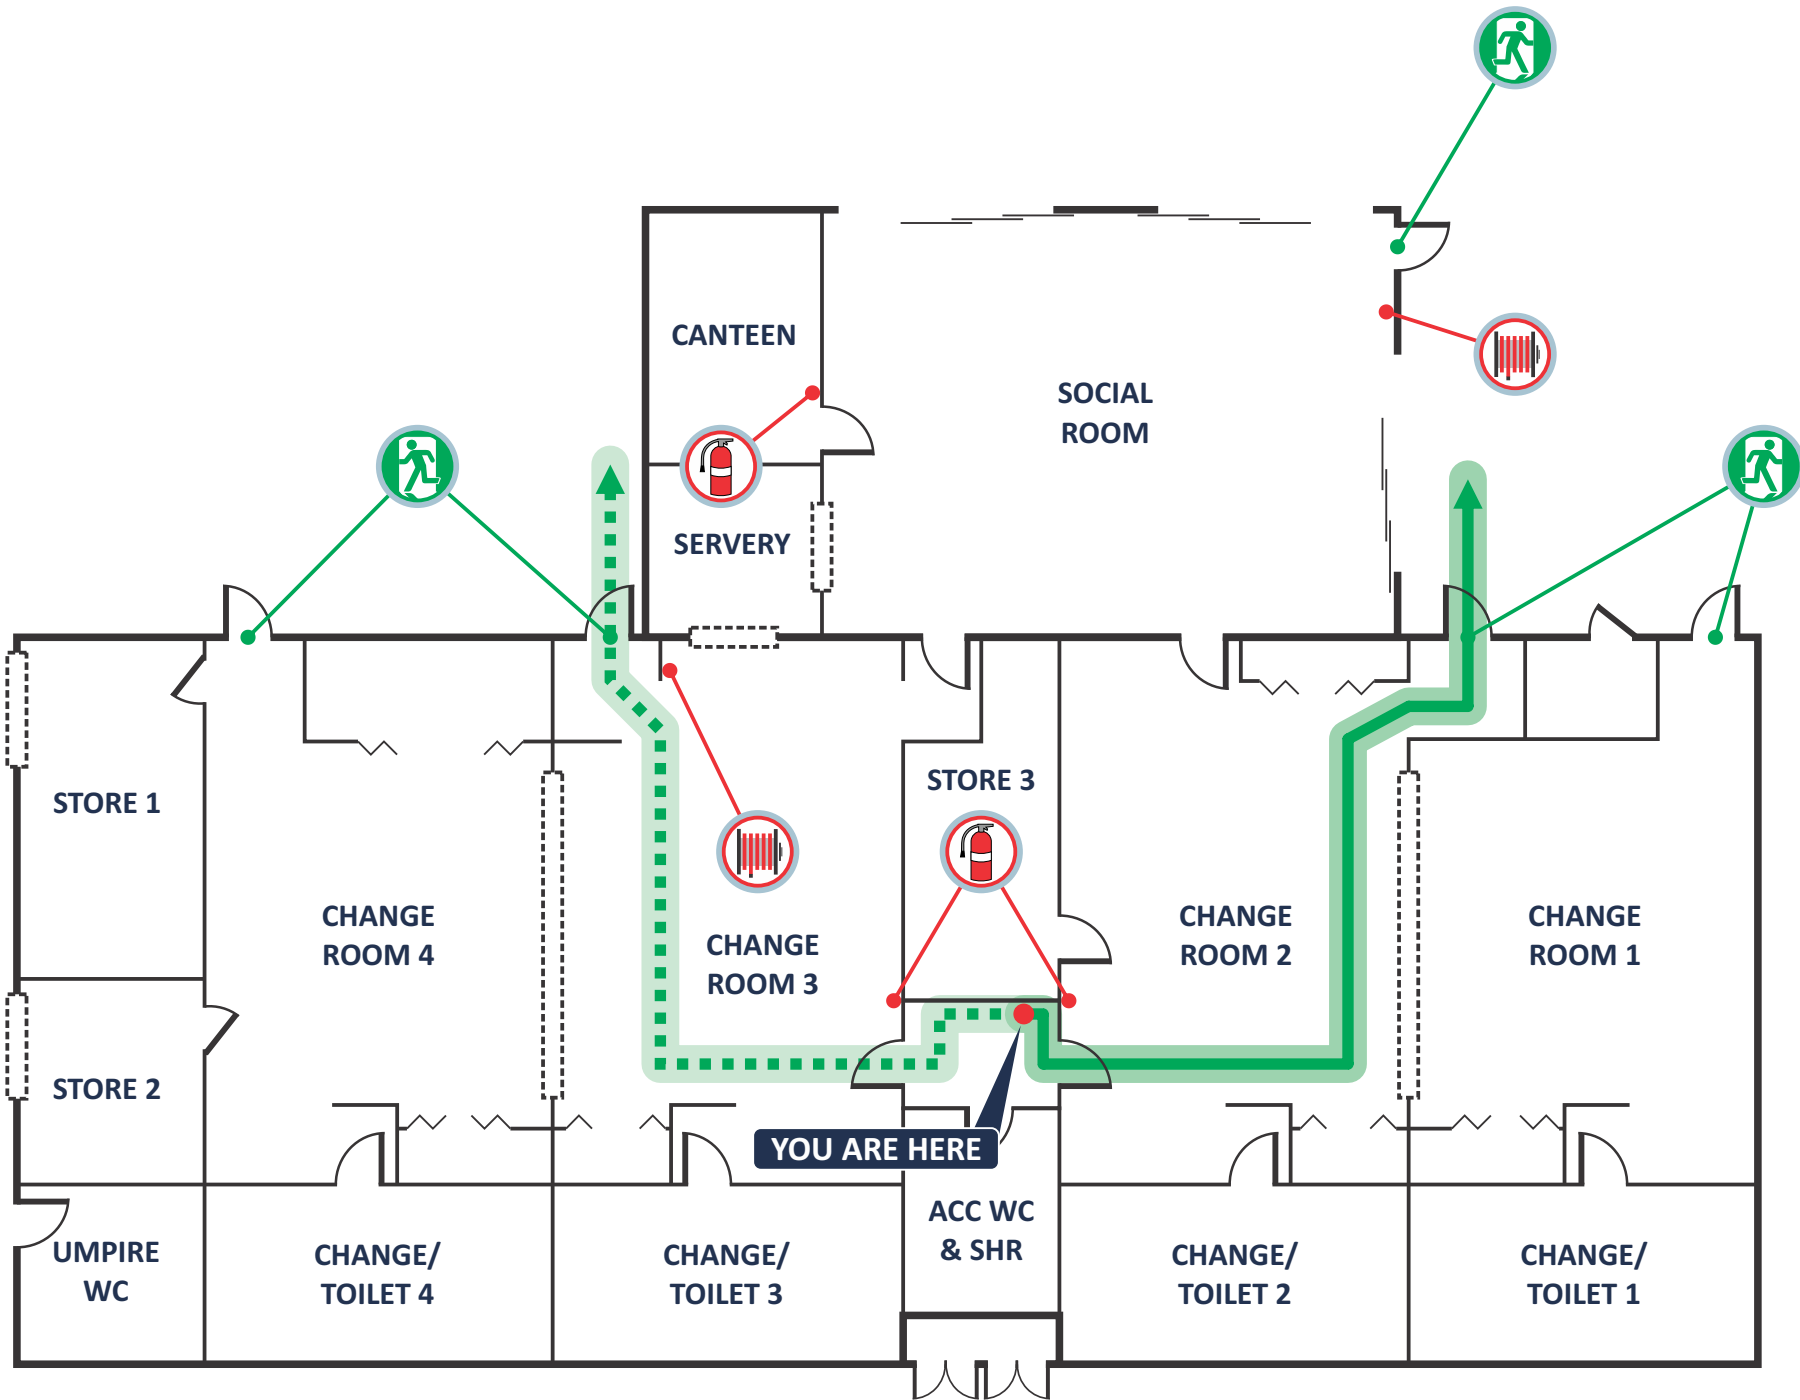 CANTEEN
SOCIAL
ROOM
SERVERY
STORE 1
STORE 3
CHANGE
ROOM 4
CHANGE
ROOM 3
CHANGE
ROOM 2
CHANGE
ROOM 1
STORE 2
YOU ARE HERE
UMPIRE
WC
CHANGE/
TOILET 4
CHANGE/
TOILET 3
ACC WC
& SHR
CHANGE/
TOILET 2
CHANGE/
TOILET 1